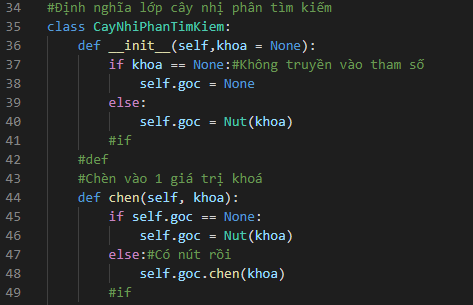 34 #Định nghĩa lớp cây nhị phân tìm kiếm
35 class CayNhiPhanTimKiem:
36     def __init__(self,khoa = None):
37         if khoa == None:#Không truyền vào tham số
38             self.goc = None
39         else:
40             self.goc = Nut(khoa)
41         #if
42     #def
43     #Chèn vào 1 giá trị khoá
44     def chen(self, khoa):
45         if self.goc == None:
46             self.goc = Nut(khoa)
47         else:#Có nút rồi
48             self.goc.chen(khoa)
49         #if